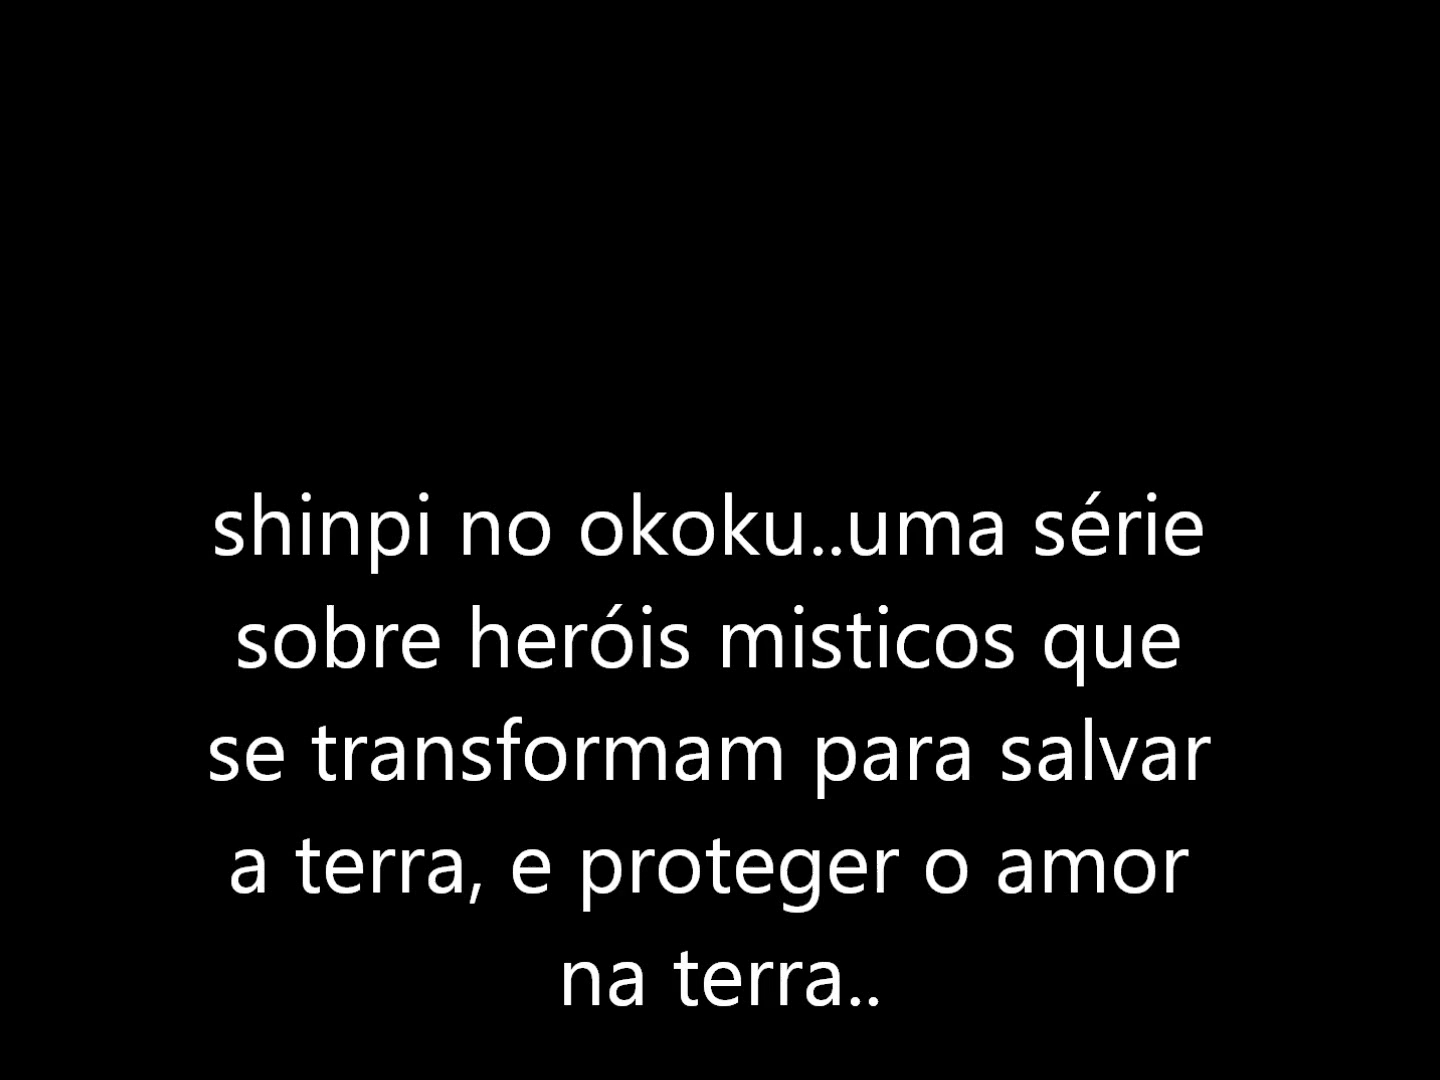 shinpi no okoku..uma série
sobre heróis misticos que
se transformam para salvar
a terra, e proteger o amor
na terra..